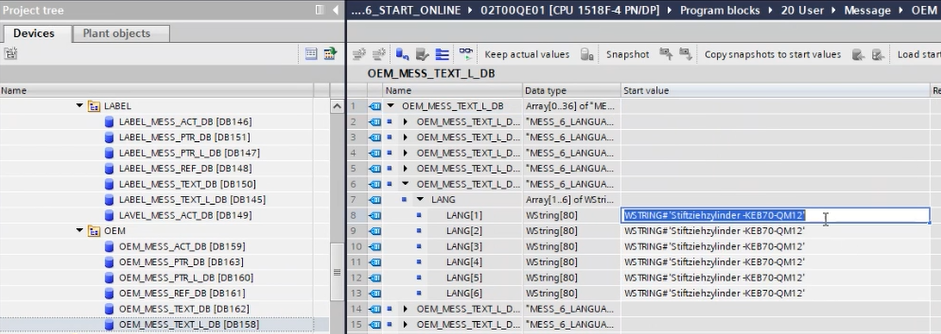 Project tree
...._6_START_ONLINE ▸ 02T00QE01 [CPU 1518F-4 PN/DP] ▸ Program blocks ▸ 20 User ▸ Message ▸ OEM
Devices
Plant objects
Keep actual values
Snapshot
Copy snapshots to start values
Load start
OEM_MESS_TEXT_L_DB
Name
Name
Data type
Start value
Re
LABEL
LABEL_MESS_ACT_DB [DB146]
LABEL_MESS_PTR_DB [DB151]
LABEL_MESS_PTR_L_DB [DB147]
LABEL_MESS_REF_DB [DB148]
LABEL_MESS_TEXT_DB [DB150]
LABEL_MESS_TEXT_L_DB [DB145]
LAVEL_MESS_ACT_DB [DB149]
OEM
OEM_MESS_ACT_DB [DB159]
OEM_MESS_PTR_DB [DB163]
OEM_MESS_PTR_L_DB [DB160]
OEM_MESS_REF_DB [DB161]
OEM_MESS_TEXT_DB [DB162]
OEM_MESS_TEXT_L_DB [DB158]
1 OEM_MESS_TEXT_L_DB Array[0..36] of "ME...
2 OEM_MESS_TEXT_L_D... "MESS_6_LANGUA...
3 OEM_MESS_TEXT_L_D... "MESS_6_LANGUA...
4 OEM_MESS_TEXT_L_D... "MESS_6_LANGUA...
5 OEM_MESS_TEXT_L_D... "MESS_6_LANGUA...
6 OEM_MESS_TEXT_L_D... "MESS_6_LANGUA...
7 LANG Array[1..6] of WStri...
8 LANG[1] WString[80] WSTRING#'Stiftziehzylinder -KEB70-QM12'
9 LANG[2] WString[80] WSTRING#'Stiftziehzylinder -KEB70-QM12'
10 LANG[3] WString[80] WSTRING#'Stiftziehzylinder -KEB70-QM12'
11 LANG[4] WString[80] WSTRING#'Stiftziehzylinder -KEB70-QM12'
12 LANG[5] WString[80] WSTRING#'Stiftziehzylinder -KEB70-QM12'
13 LANG[6] WString[80] WSTRING#'Stiftziehzylinder -KEB70-QM12'
14 OEM_MESS_TEXT_L_D... "MESS_6_LANGUA...
15 OEM_MESS_TEXT_L_D... "MESS_6_LANGUA...